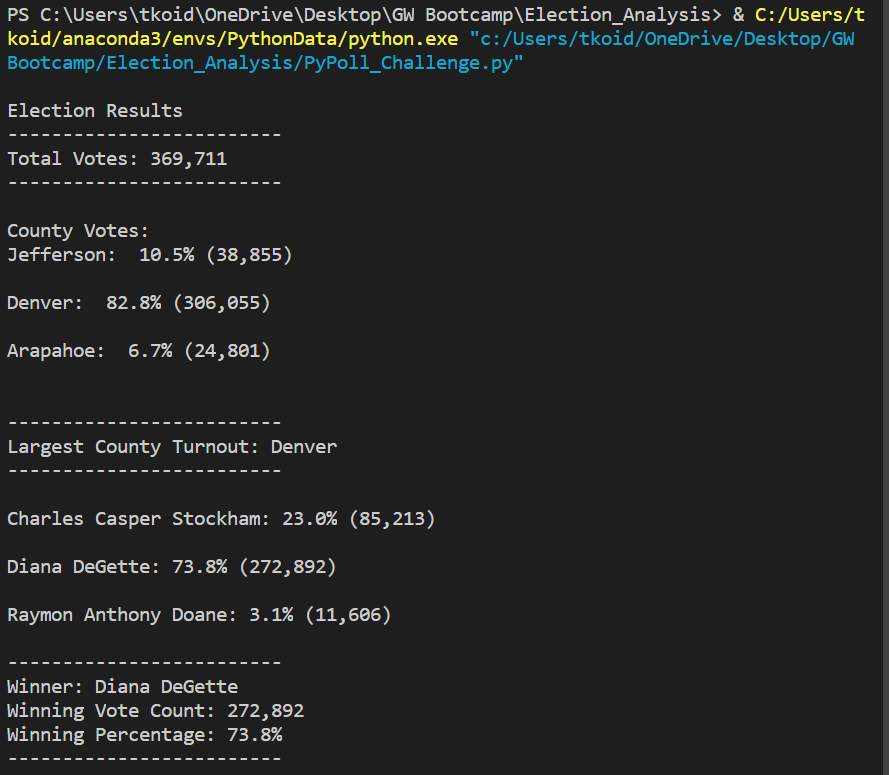 PS C:\Users\tkoid\OneDrive\Desktop\GW Bootcamp\Election_Analysis> & C:/Users/t
koid/anaconda3/envs/PythonData/python.exe "c:/Users/tkoid/OneDrive/Desktop/GW
Bootcamp/Election_Analysis/PyPoll_Challenge.py"
Election Results
-------------------------
Total Votes: 369,711
-------------------------
County Votes:
Jefferson:  10.5% (38,855)
Denver:  82.8% (306,055)
Arapahoe:  6.7% (24,801)
-------------------------
Largest County Turnout: Denver
-------------------------
Charles Casper Stockham: 23.0% (85,213)
Diana DeGette: 73.8% (272,892)
Raymon Anthony Doane: 3.1% (11,606)
-------------------------
Winner: Diana DeGette
Winning Vote Count: 272,892
Winning Percentage: 73.8%
-------------------------